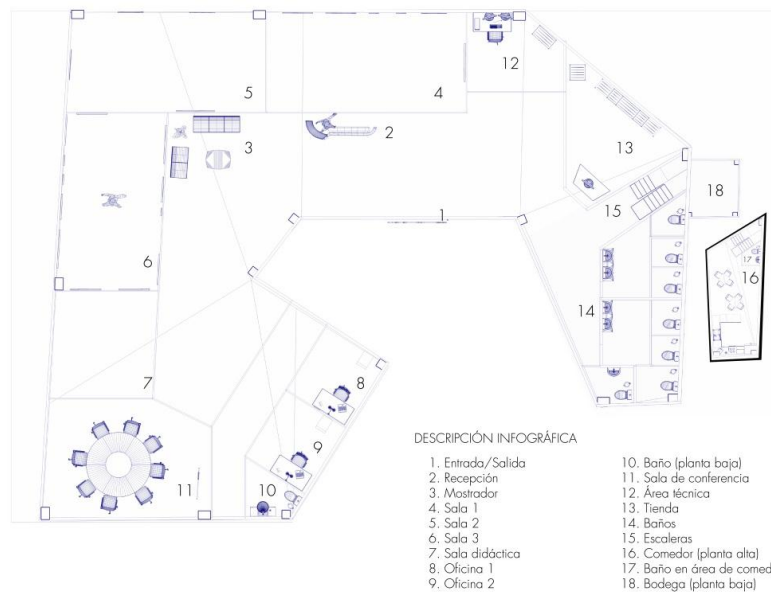 5
4
12
3
2
13
1
15
18
6
17
16
14
7
8
9
11
10
DESCRIPCIÓN INFOGRÁFICA
1. Entrada/Salida
2. Recepción
3. Mostrador
4. Sala 1
5. Sala 2
6. Sala 3
7. Sala didáctica
8. Oficina 1
9. Oficina 2
10. Baño (planta baja)
11. Sala de conferencia
12. Área técnica
13. Tienda
14. Baños
15. Escaleras
16. Comedor (planta alta)
17. Baño en área de comed
18. Bodega (planta baja)